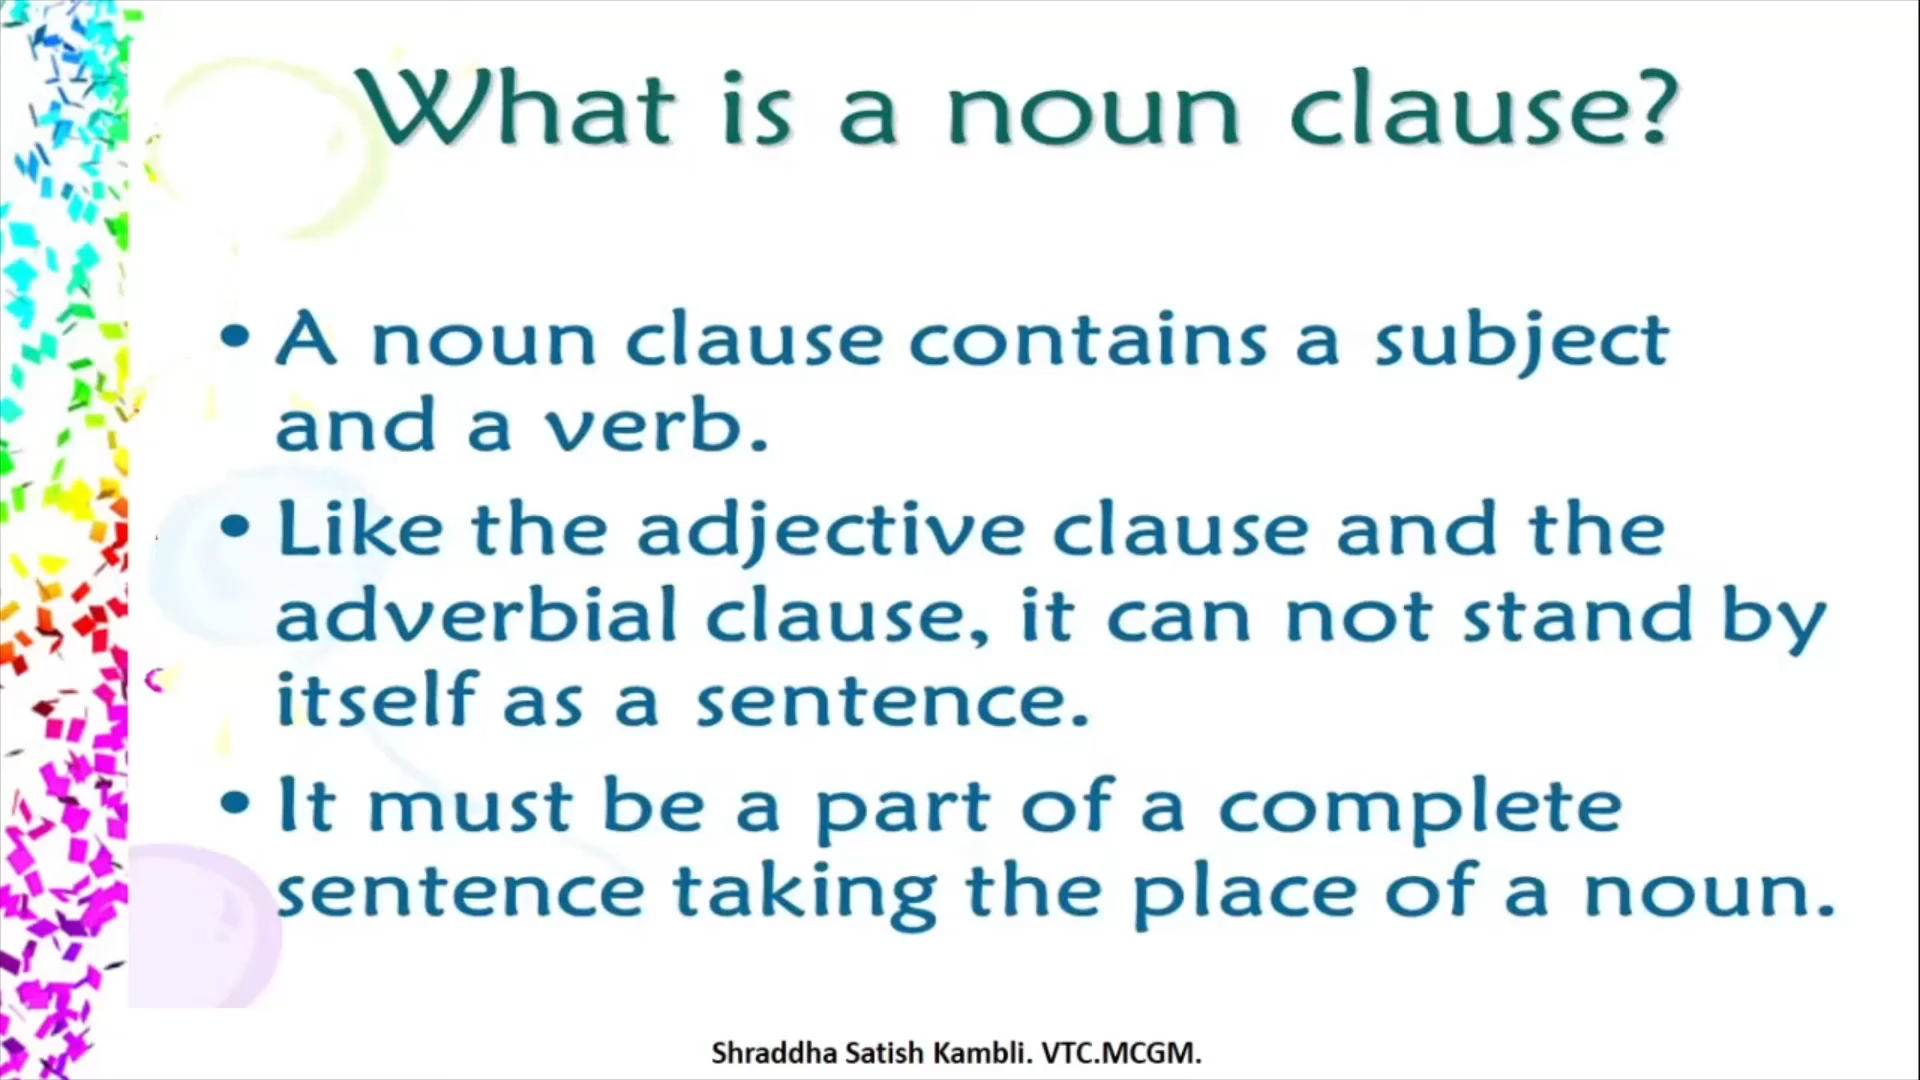 What is a noun clause?
• A noun clause contains a subject
and a verb.
• Like the adjective clause and the
adverbial clause, it can not stand by
itself as a sentence.
• It must be a part of a complete
sentence taking the place of a noun.
Shraddha Satish Kambli. VTC.MCGM.